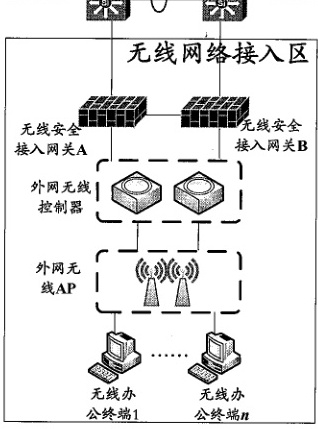 无线网络接入区
无线安全
接入网关A
无线安全
接入网关B
外网无线
控制器
外网无
线AP
无线办
公终端1
……
无线办
公终端n